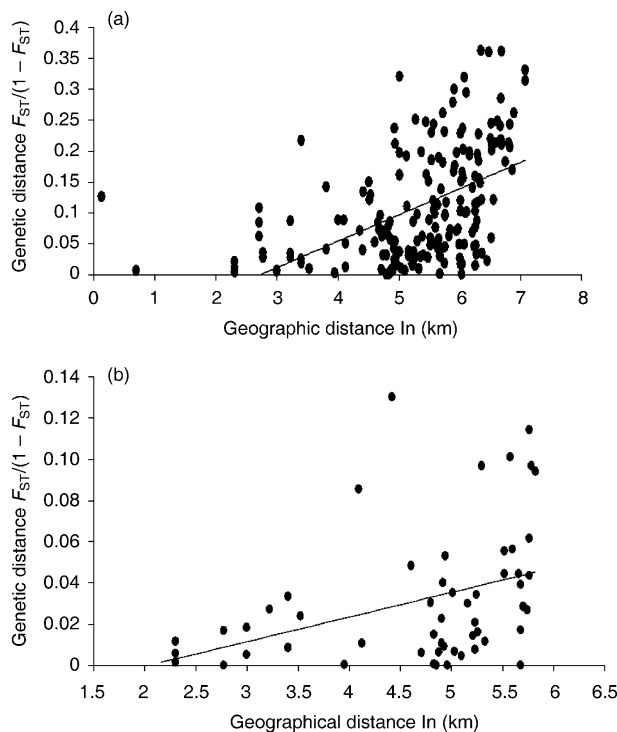 (a)
Genetic distance FST/(1 − FST)
0.4
0.35
0.3
0.25
0.2
0.15
0.1
0.05
0
0 1 2 3 4 5 6 7 8
Geographic distance ln (km)
(b)
Genetic distance FST/(1 − FST)
0.14
0.12
0.10
0.08
0.06
0.04
0.02
0
1.5 2 2.5 3 3.5 4 4.5 5 5.5 6 6.5
Geographical distance ln (km)